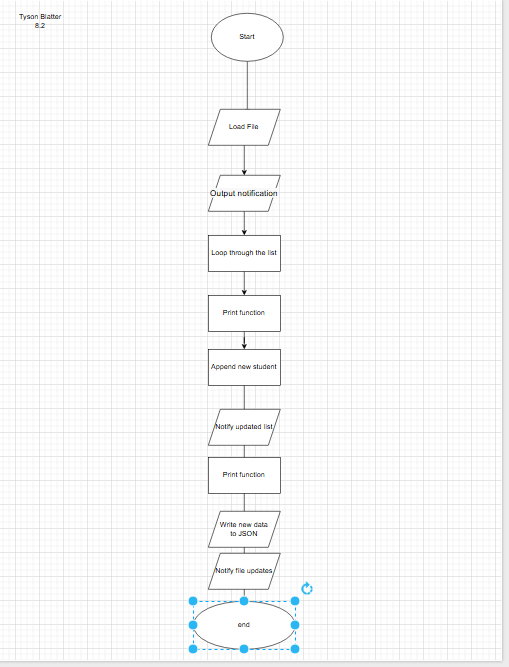 Tyson Blatter
8.2
Start
Load File
Output notification
Loop through the list
Print function
Append new student
Notify updated list
Print function
Write new data
to JSON
Notify file updates
end